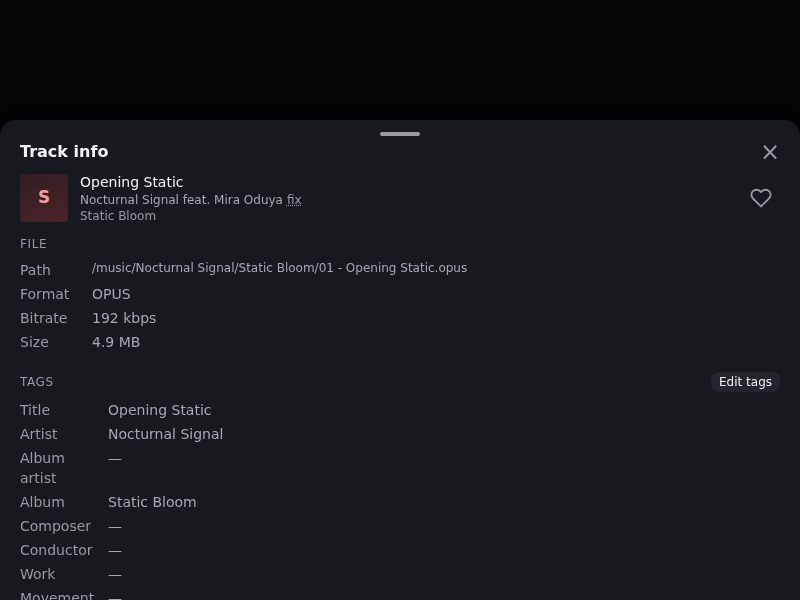 Track info
S
Opening Static
Nocturnal Signal feat. Mira Oduya fix
Static Bloom
FILE
Path /music/Nocturnal Signal/Static Bloom/01 - Opening Static.opus
Format OPUS
Bitrate 192 kbps
Size 4.9 MB
TAGS Edit tags
Title Opening Static
Artist Nocturnal Signal
Album —
artist
Album Static Bloom
Composer —
Conductor —
Work —
Movement —